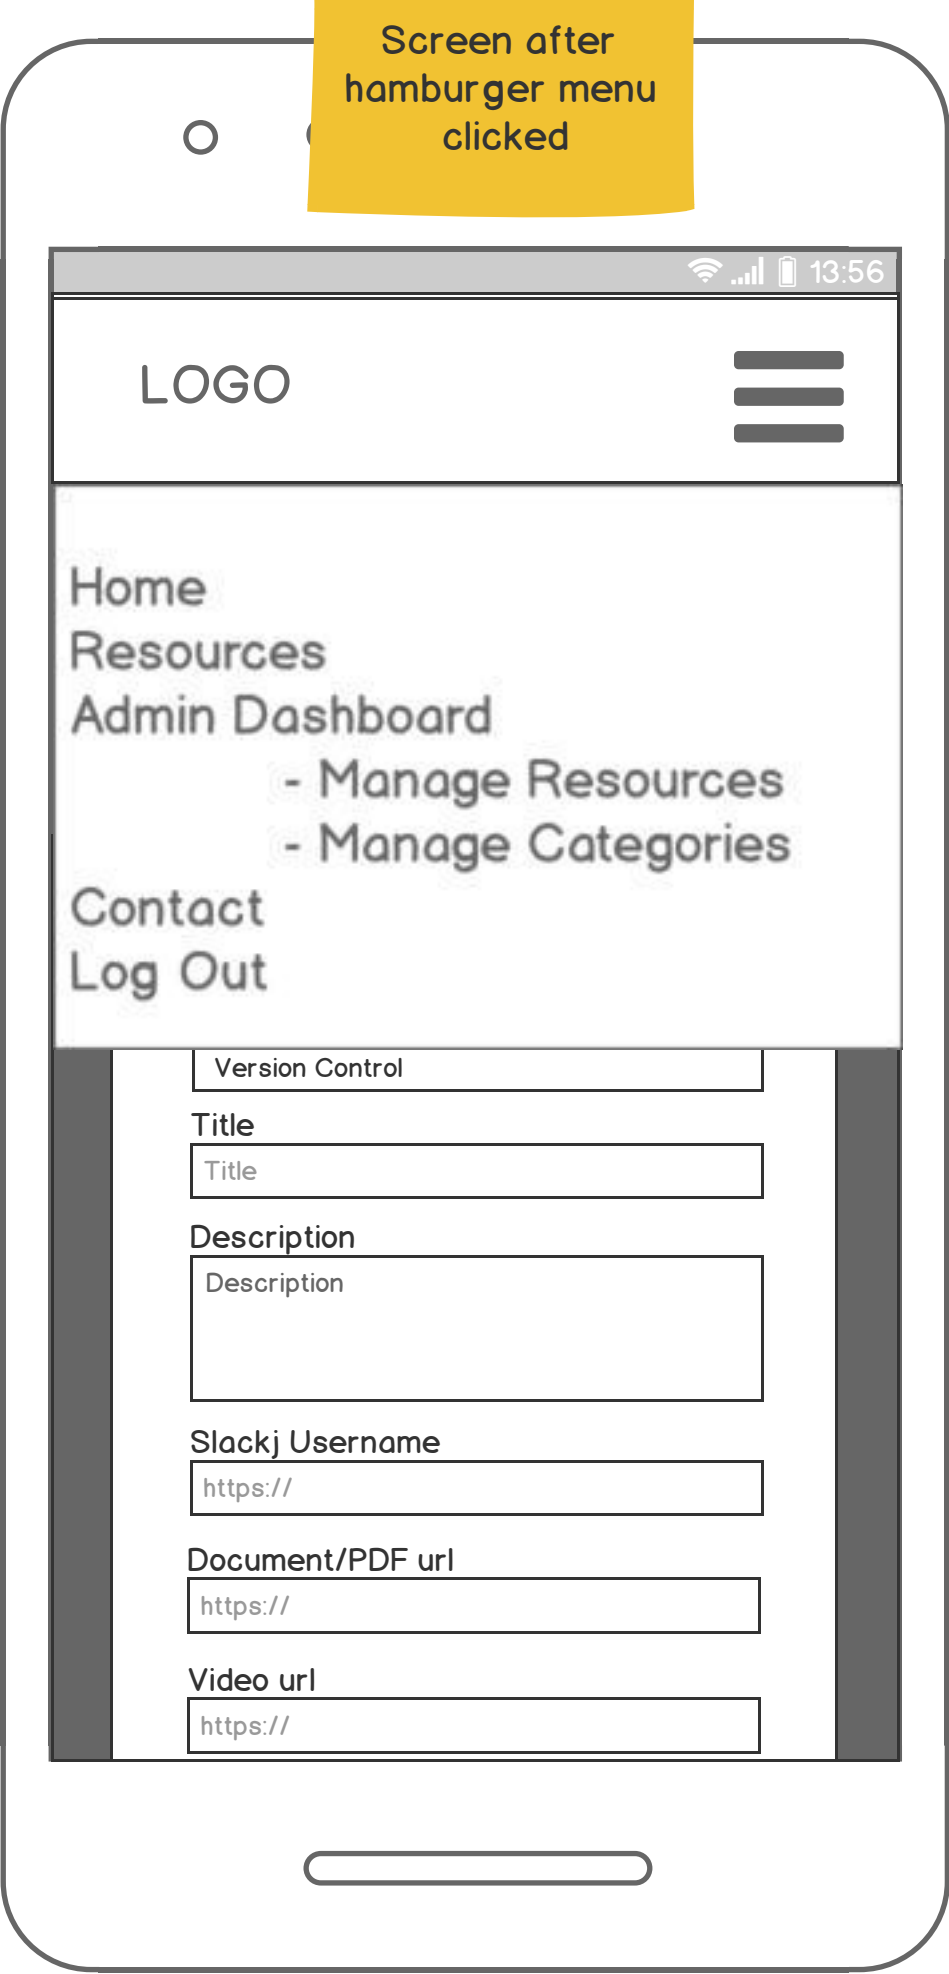 Screen after
hamburger menu
clicked
13:56
LOGO
Home
Resources
Admin Dashboard
- Manage Resources
- Manage Categories
Contact
Log Out
Version Control
Title
Title
Description
Description
Slackj Username
https://
Document/PDF url
https://
Video url
https://